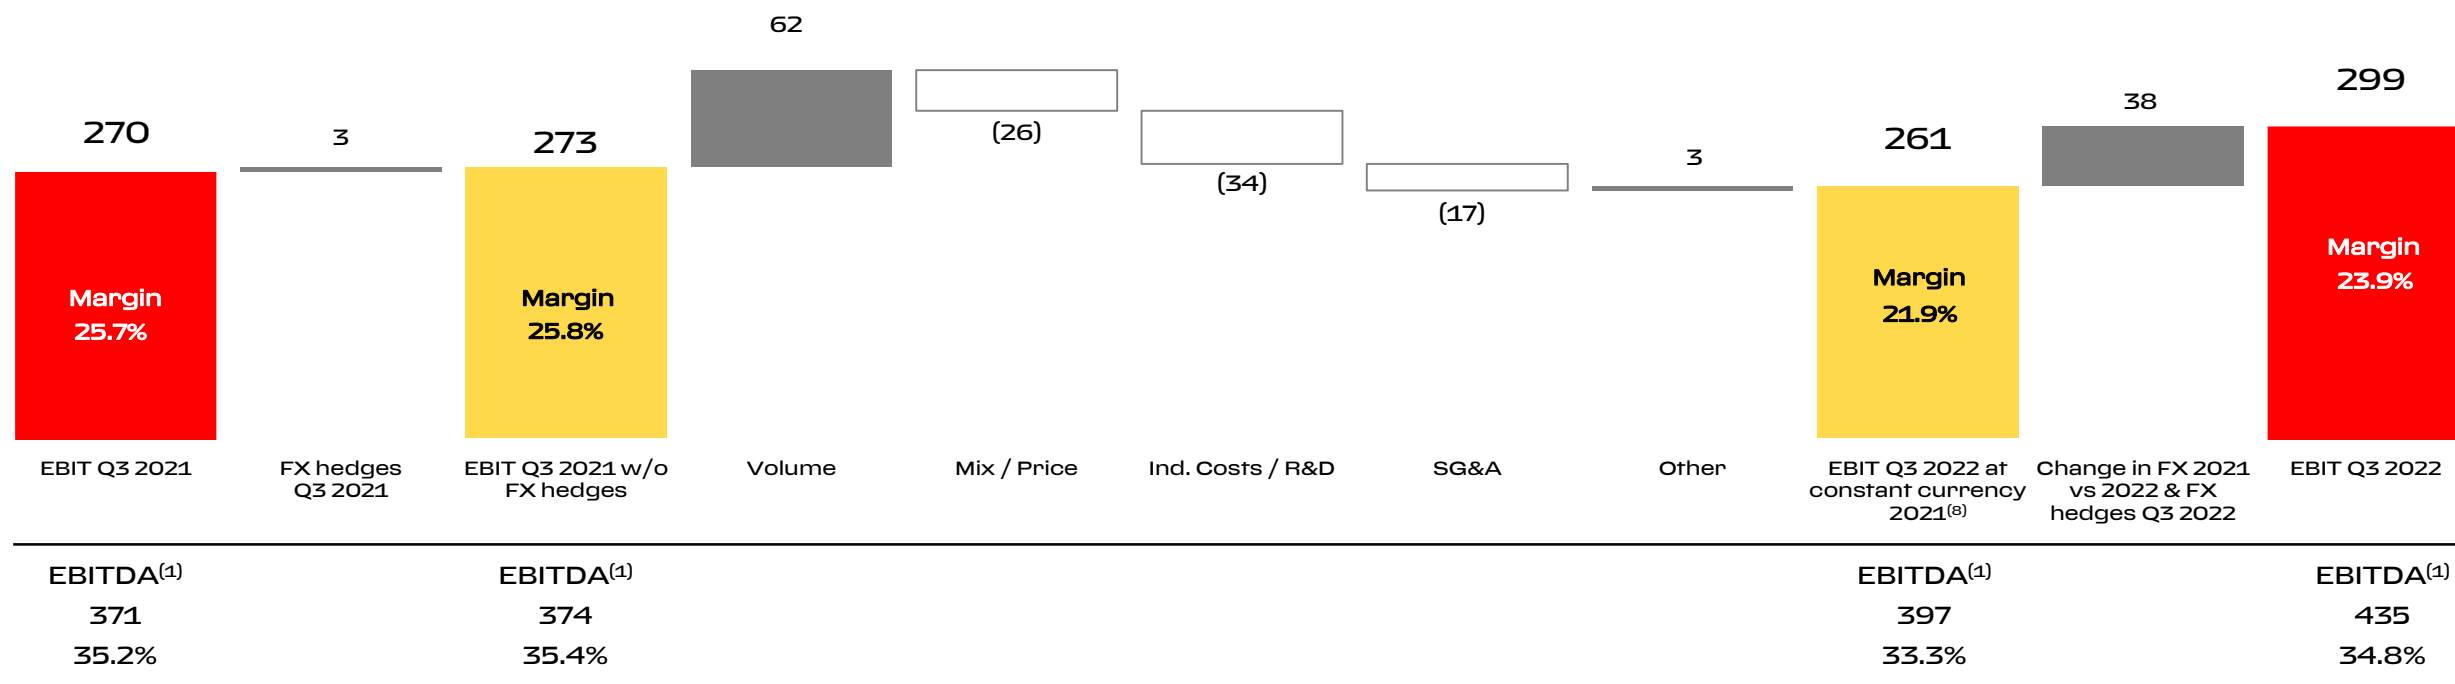 62
299
38
270
3
273
(26)
261
3
(34)
(17)
Margin
25.7%
Margin
25.8%
Margin
21.9%
Margin
23.9%
EBIT Q3 2021
FX hedges
Q3 2021
EBIT Q3 2021 w/o
FX hedges
Volume
Mix / Price
Ind. Costs / R&D
SG&A
Other
EBIT Q3 2022 at
constant currency
2021(8)
Change in FX 2021
vs 2022 & FX
hedges Q3 2022
EBIT Q3 2022
EBITDA(1)
371
35.2%
EBITDA(1)
374
35.4%
EBITDA(1)
397
33.3%
EBITDA(1)
435
34.8%